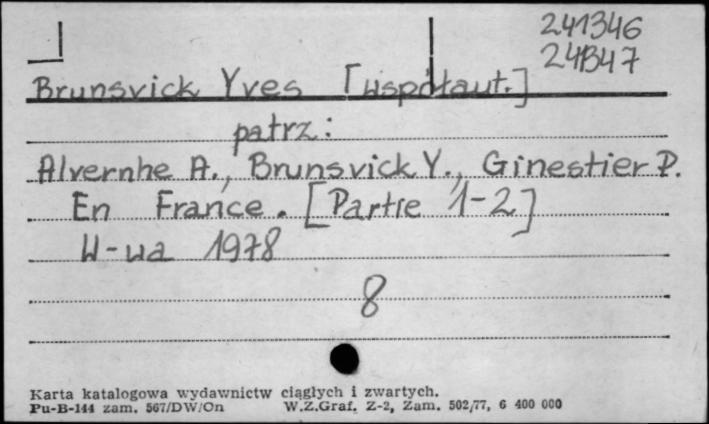 241346
241347
Brunsvick Yves [współaut.]
patrz:
Alvernhe A., Brunsvick Y., Ginestier P.
En France. [Partie 1-2]
W-wa 1978
8
Karta katalogowa wydawnictw ciągłych i zwartych.
Pu-B-144 zam. 567/DW/On W.Z.Graf. Z-2, Zam. 502/77, 6 400 000